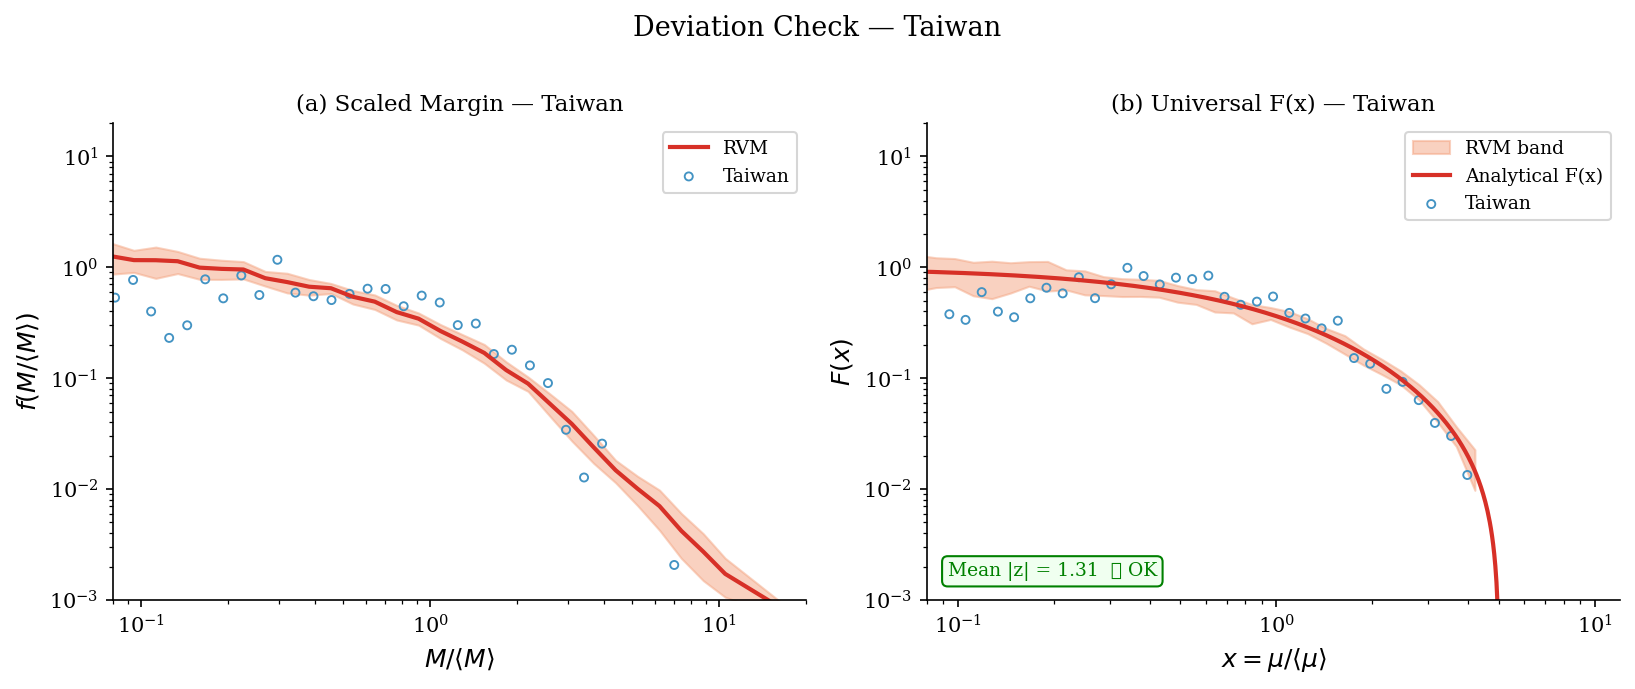 Deviation Check — Taiwan
(a) Scaled Margin — Taiwan
RVM
Taiwan
10¹
10⁰
10⁻¹
10⁻²
10⁻³
f(M/⟨M⟩)
10⁻¹
10⁰
10¹
M/⟨M⟩
(b) Universal F(x) — Taiwan
RVM band
Analytical F(x)
Taiwan
10¹
10⁰
10⁻¹
10⁻²
10⁻³
F(x)
Mean |z| = 1.31 ▯ OK
10⁻¹
10⁰
10¹
x = μ/⟨μ⟩